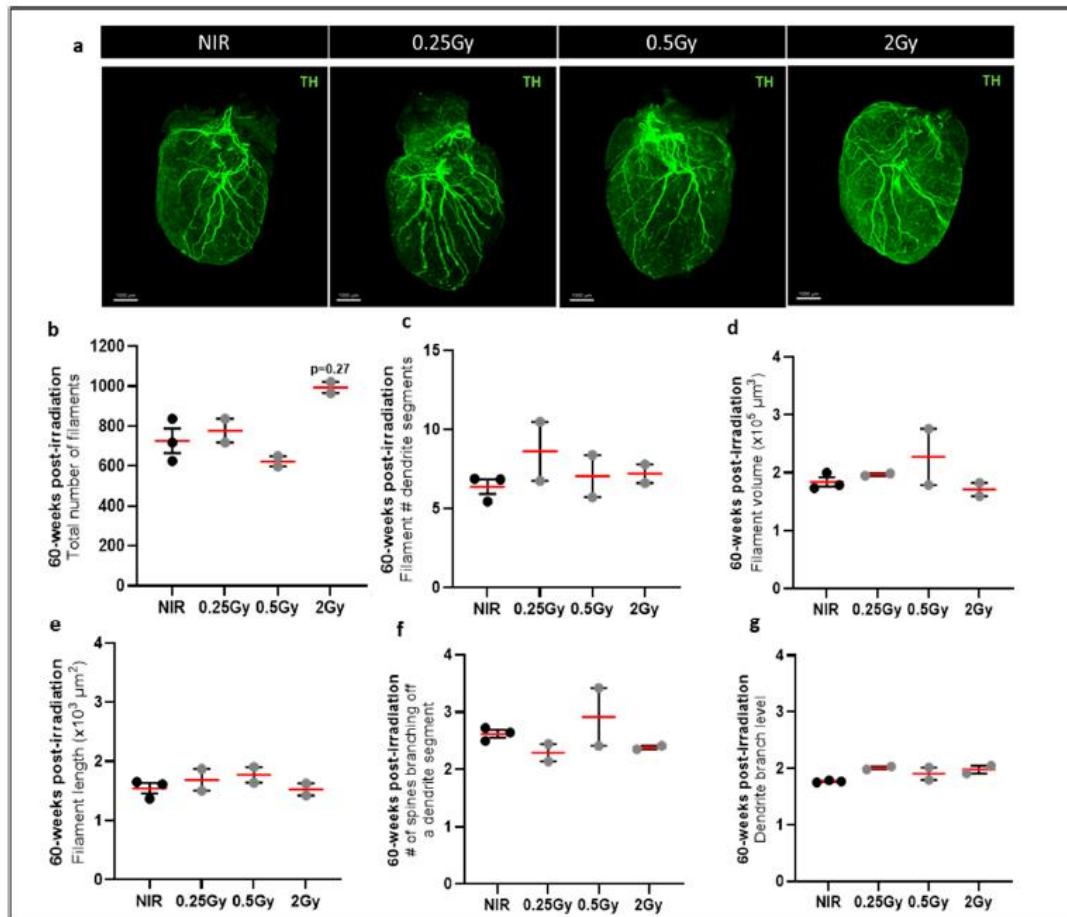 a
NIR
0.25Gy
0.5Gy
2Gy
TH
TH
TH
TH
1000 µm
1000 µm
1000 µm
1000 µm
b
60-weeks post-irradiation
Total number of filaments
1200
1000
800
600
400
200
0
p=0.27
NIR 0.25Gy 0.5Gy 2Gy
c
60-weeks post-irradiation
Filament # dendrite segments
15
10
5
0
NIR 0.25Gy 0.5Gy 2Gy
d
60-weeks post-irradiation
Filament volume (x10⁵ µm³)
4
3
2
1
0
NIR 0.25Gy 0.5Gy 2Gy
e
60-weeks post-irradiation
Filament length (x10³ µm²)
4
3
2
1
0
NIR 0.25Gy 0.5Gy 2Gy
f
60-weeks post-irradiation
# of spines branching off
a dendrite segment
4
3
2
1
0
NIR 0.25Gy 0.5Gy 2Gy
g
60-weeks post-irradiation
Dendrite branch level
4
3
2
1
0
NIR 0.25Gy 0.5Gy 2Gy